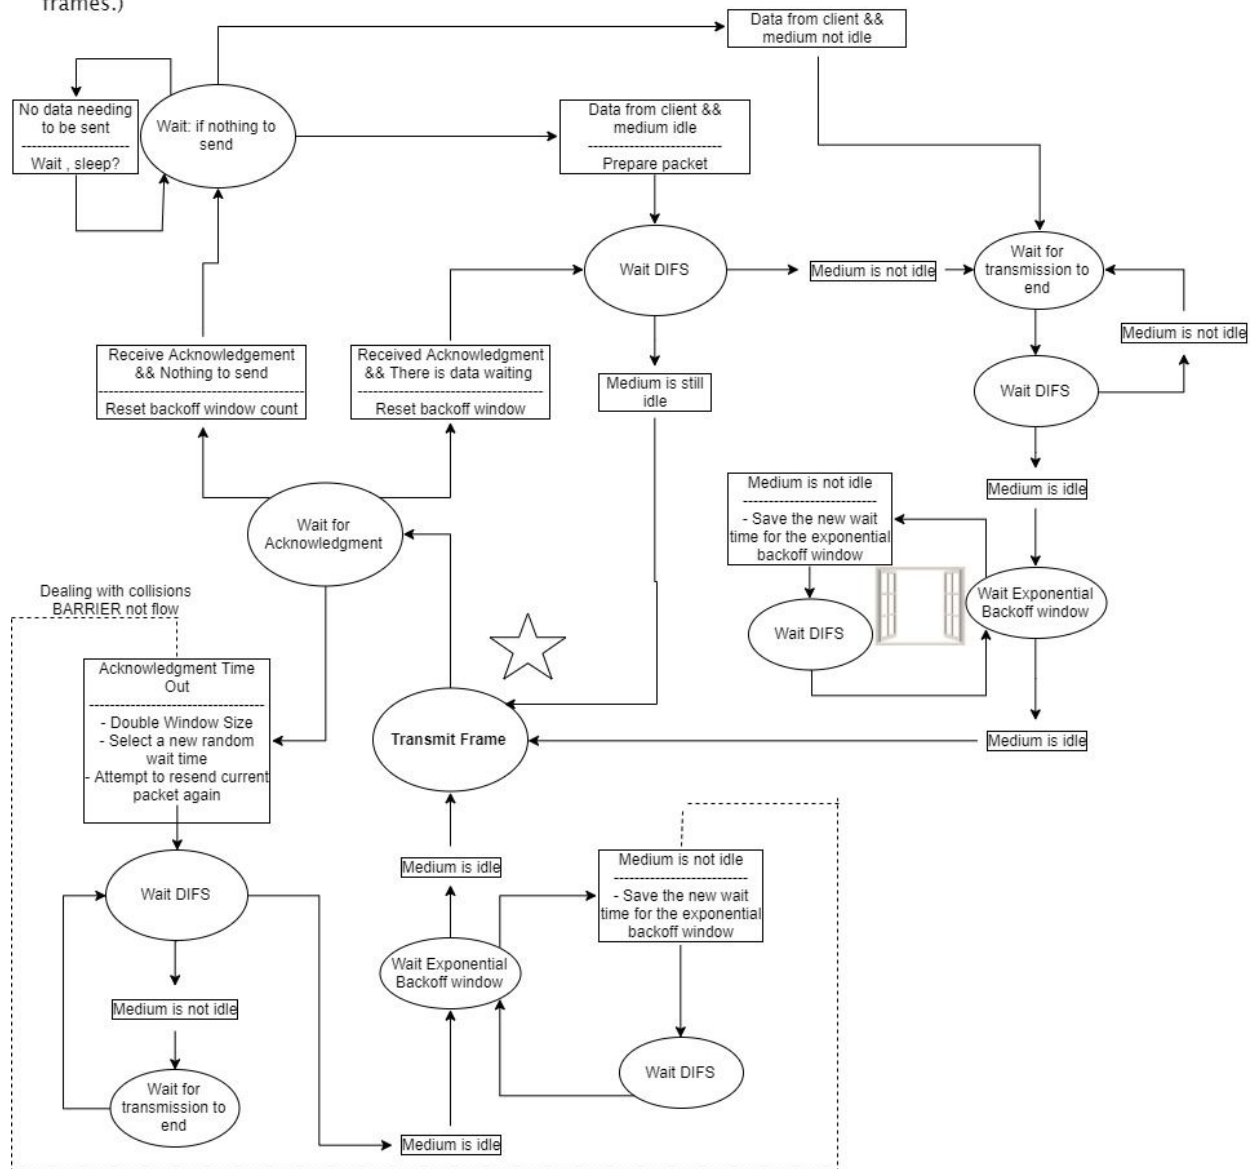 frames.)
Data from client &&
medium not idle
No data needing
to be sent
--------------------
Wait , sleep?
Wait: if nothing to
send
Data from client &&
medium idle
--------------------
Prepare packet
Wait DIFS
Medium is not idle
Wait for
transmission to
end
Medium is not idle
Receive Acknowledgement
&& Nothing to send
--------------------
Reset backoff window count
Received Acknowledgment
&& There is data waiting
--------------------
Reset backoff window
Medium is still
idle
Wait DIFS
Medium is not idle
--------------------
- Save the new wait
time for the exponential
backoff window
Medium is idle
Wait for
Acknowledgment
Wait Exponential
Backoff window
Wait DIFS
Dealing with collisions
BARRIER not flow
Acknowledgment Time
Out
--------------------
- Double Window Size
- Select a new random
wait time
- Attempt to resend current
packet again
Transmit Frame
Medium is idle
Medium is idle
Medium is not idle
--------------------
- Save the new wait
time for the exponential
backoff window
Wait DIFS
Wait Exponential
Backoff window
Medium is not idle
Wait DIFS
Wait for
transmission to
end
Medium is idle